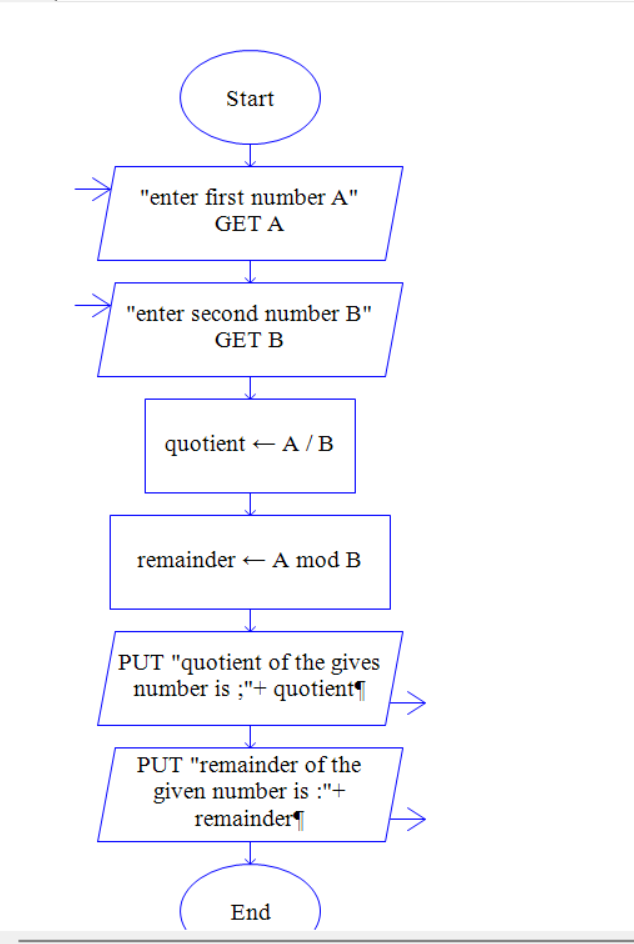 Start
"enter first number A"
GET A
"enter second number B"
GET B
quotient ← A / B
remainder ← A mod B
PUT "quotient of the gives
number is ;"+ quotient¶
PUT "remainder of the
given number is :"+
remainder¶
End